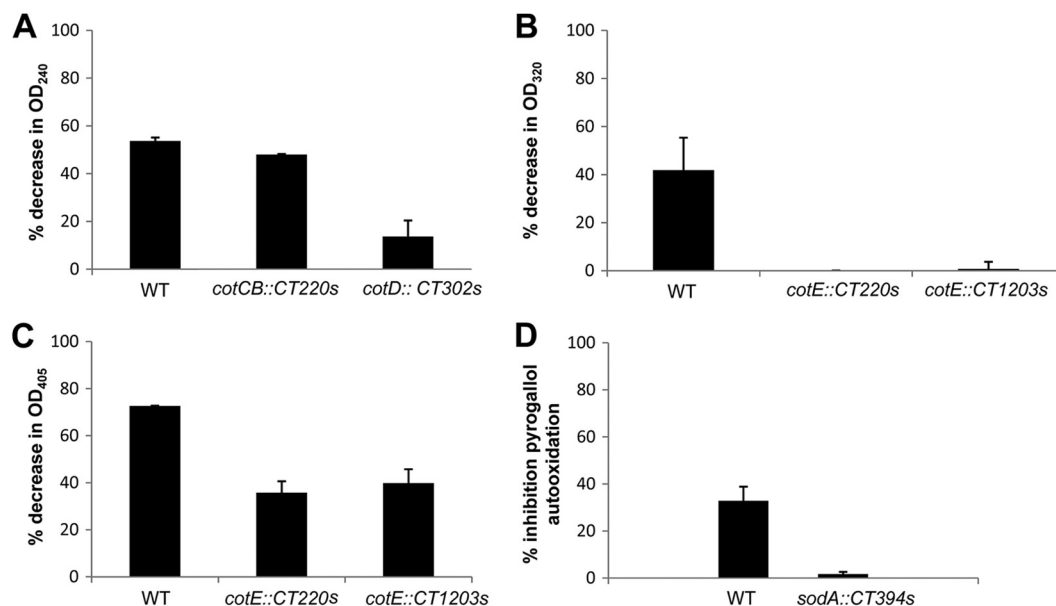 A
% decrease in OD240
100
80
60
40
20
0
WT
cotCB::CT220s
cotD:: CT302s
B
% decrease in OD320
100
80
60
40
20
0
WT
cotE::CT220s
cotE::CT1203s
C
% decrease in OD405
100
80
60
40
20
0
WT
cotE::CT220s
cotE::CT1203s
D
% inhibition pyrogallol
autooxidation
100
80
60
40
20
0
WT
sodA::CT394s